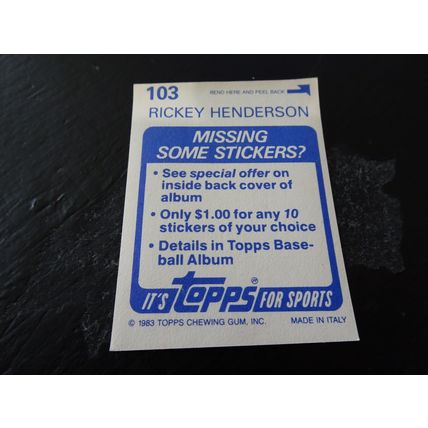 103 BEND HERE AND PEEL BACK
RICKEY HENDERSON
MISSING
SOME STICKERS?
• See special offer on
inside back cover of
album
• Only $1.00 for any 10
stickers of your choice
• Details in Topps Base-
ball Album
IT'S Topps® FOR SPORTS
© 1983 TOPPS CHEWING GUM, INC. MADE IN ITALY